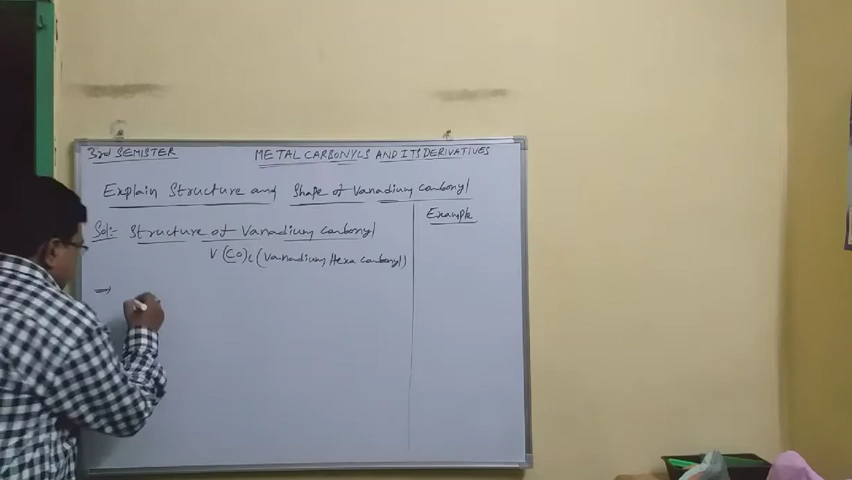 3rd SEMISTER METAL CARBONYLS AND ITS DERIVATIVES
Explain Structure and Shape of Vanadium carbonyl
Sol:- Structure of Vanadium carbonyl
V(CO)6 (Vanadium Hexa carbonyl)
⇒
Example